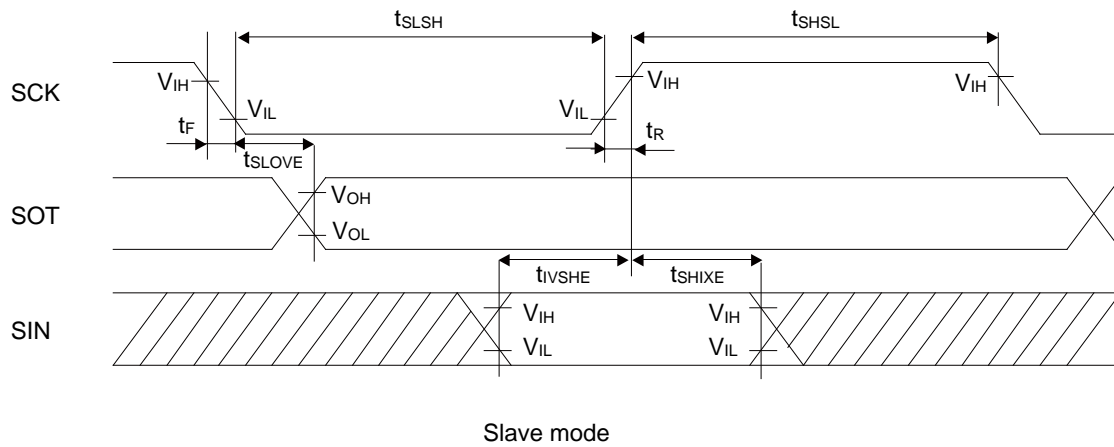 tSLSH
tSHSL
SCK
VIH
VIL
VIL
VIH
VIH
tF
tSLOVE
tR
SOT
VOH
VOL
tIVSHE
tSHIXE
SIN
VIH
VIL
VIH
VIL
Slave mode